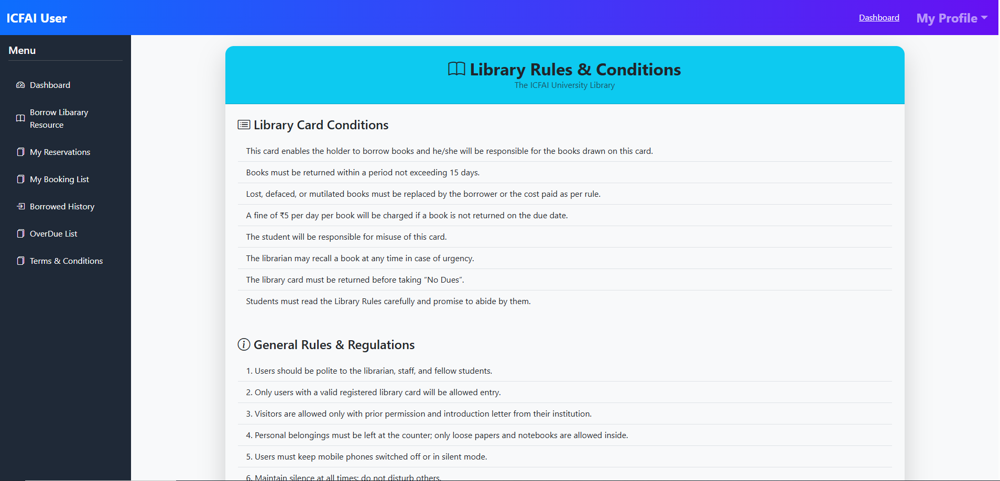 ICFAI User
Dashboard
My Profile
Menu
Dashboard
Borrow Libarary
Resource
My Reservations
My Booking List
Borrowed History
OverDue List
Terms & Conditions
Library Rules & Conditions
The ICFAI University Library
Library Card Conditions
This card enables the holder to borrow books and he/she will be responsible for the books drawn on this card.
Books must be returned within a period not exceeding 15 days.
Lost, defaced, or mutilated books must be replaced by the borrower or the cost paid as per rule.
A fine of ₹5 per day per book will be charged if a book is not returned on the due date.
The student will be responsible for misuse of this card.
The librarian may recall a book at any time in case of urgency.
The library card must be returned before taking “No Dues”.
Students must read the Library Rules carefully and promise to abide by them.
General Rules & Regulations
1. Users should be polite to the librarian, staff, and fellow students.
2. Only users with a valid registered library card will be allowed entry.
3. Visitors are allowed only with prior permission and introduction letter from their institution.
4. Personal belongings must be left at the counter; only loose papers and notebooks are allowed inside.
5. Users must keep mobile phones switched off or in silent mode.
6. Maintain silence at all times; do not disturb others.